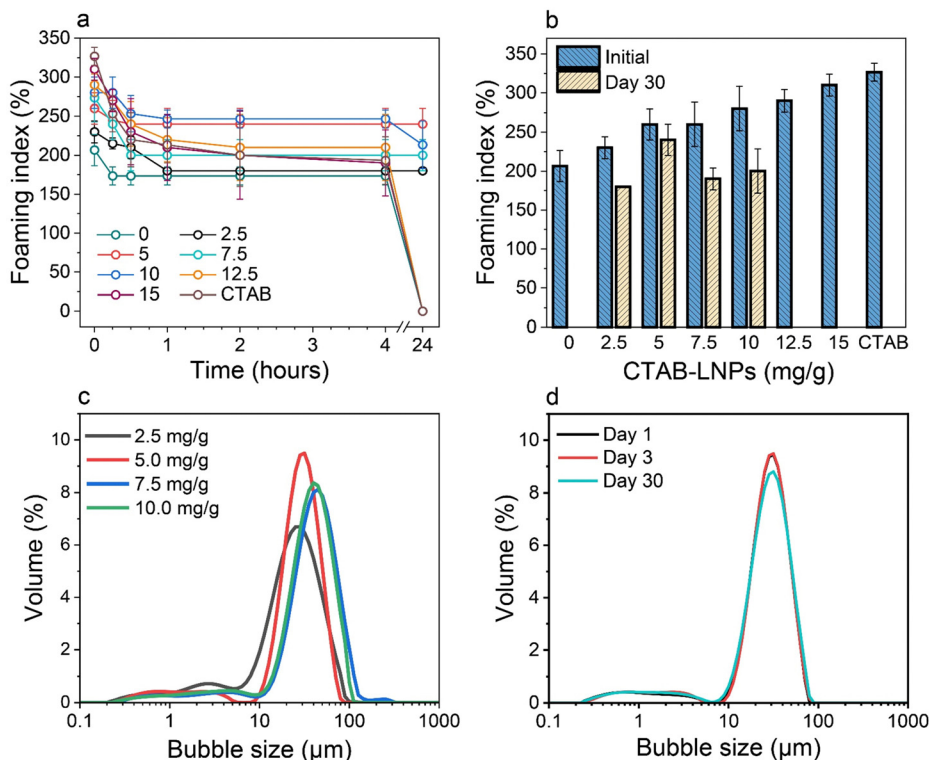 a
350
300
250
200
150
100
50
0
Foaming index (%)
0 2.5
5 7.5
10 12.5
15 CTAB
0 1 2 3 4 24
Time (hours)
b
350
300
250
200
150
100
50
0
Foaming index (%)
Initial
Day 30
0 2.5 5 7.5 10 12.5 15 CTAB
CTAB-LNPs (mg/g)
c
10
8
6
4
2
0
Volume (%)
2.5 mg/g
5.0 mg/g
7.5 mg/g
10.0 mg/g
0.1 1 10 100 1000
Bubble size (µm)
d
10
8
6
4
2
0
Volume (%)
Day 1
Day 3
Day 30
0.1 1 10 100 1000
Bubble size (µm)